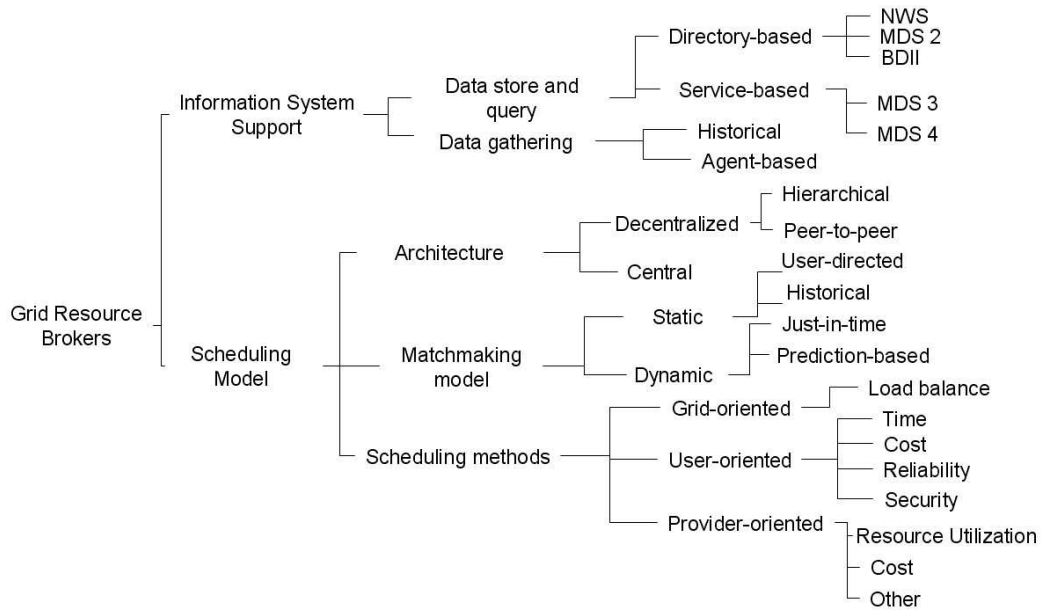 Grid Resource
Brokers
Information System
Support
Data store and
query
Directory-based
NWS
MDS 2
BDII
Service-based
MDS 3
MDS 4
Data gathering
Historical
Agent-based
Scheduling
Model
Architecture
Decentralized
Hierarchical
Peer-to-peer
Central
Matchmaking
model
Static
User-directed
Historical
Dynamic
Just-in-time
Prediction-based
Scheduling methods
Grid-oriented
Load balance
User-oriented
Time
Cost
Reliability
Security
Provider-oriented
Resource Utilization
Cost
Other